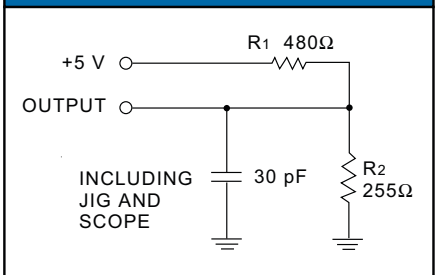 R1 480Ω
+5 V
OUTPUT
INCLUDING
JIG AND
SCOPE
30 pF
R2
255Ω